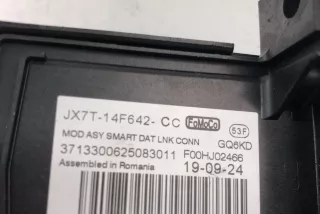 JX7T-14F642- CC FoMoCo 53F
MOD ASY SMART DAT LNK CONN GQ6KD
3713300625083011 F00HJ02466
Assembled in Romania 19-09-24